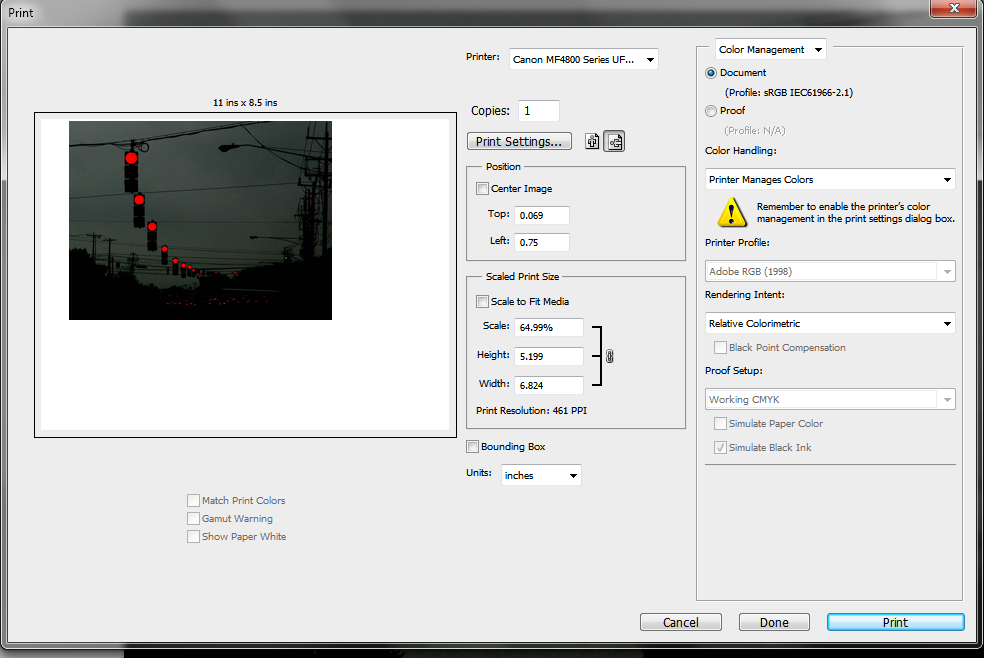 Print
11 ins x 8.5 ins
Match Print Colors
Gamut Warning
Show Paper White
Printer: Canon MF4800 Series UF...
Copies: 1
Print Settings...
Position
Center Image
Top: 0.069
Left: 0.75
Scaled Print Size
Scale to Fit Media
Scale: 64.99%
Height: 5.199
Width: 6.824
Print Resolution: 461 PPI
Bounding Box
Units: inches
Color Management
Document
(Profile: sRGB IEC61966-2.1)
Proof
(Profile: N/A)
Color Handling:
Printer Manages Colors
Remember to enable the printer's color
management in the print settings dialog box.
Printer Profile:
Adobe RGB (1998)
Rendering Intent:
Relative Colorimetric
Black Point Compensation
Proof Setup:
Working CMYK
Simulate Paper Color
Simulate Black Ink
Cancel
Done
Print